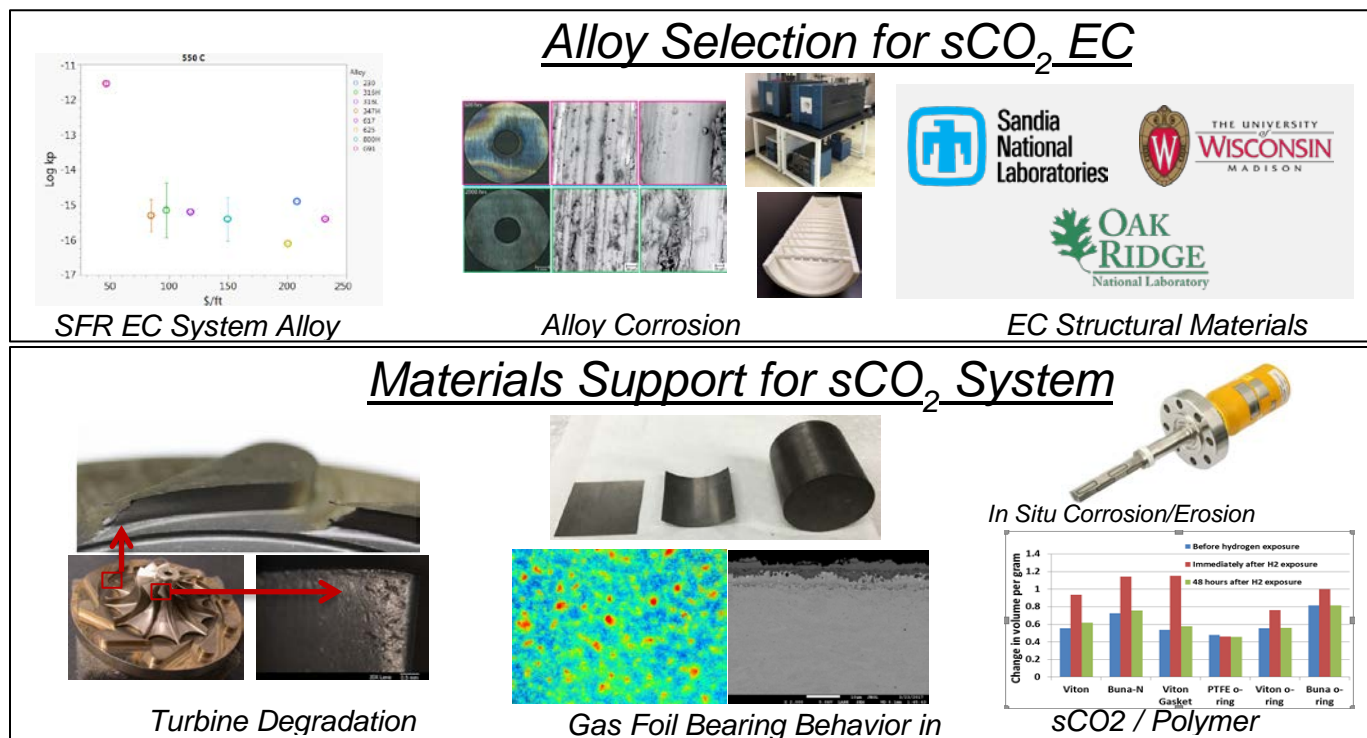 Alloy Selection for sCO2 EC
550 C
-11
-12
-13
-14
-15
-16
-17
Log kp
50
100
150
200
250
$/ft
Alloy
230
316L
347H
617
625
800H
SFR EC System Alloy
Alloy Corrosion
Sandia
National
Laboratories
THE UNIVERSITY
of
WISCONSIN
MADISON
W
OAK
RIDGE
National Laboratory
EC Structural Materials
Materials Support for sCO2 System
Turbine Degradation
Gas Foil Bearing Behavior in
In Situ Corrosion/Erosion
Before hydrogen exposure
Immediately after H2 exposure
48 hours after H2 exposure
Change in volume per gram
1.4
1.2
1
0.8
0.6
0.4
0.2
0
Viton
Buna-N
Viton
Gasket
PTFE o-
ring
Viton o-
ring
Buna o-
ring
sCO2 / Polymer